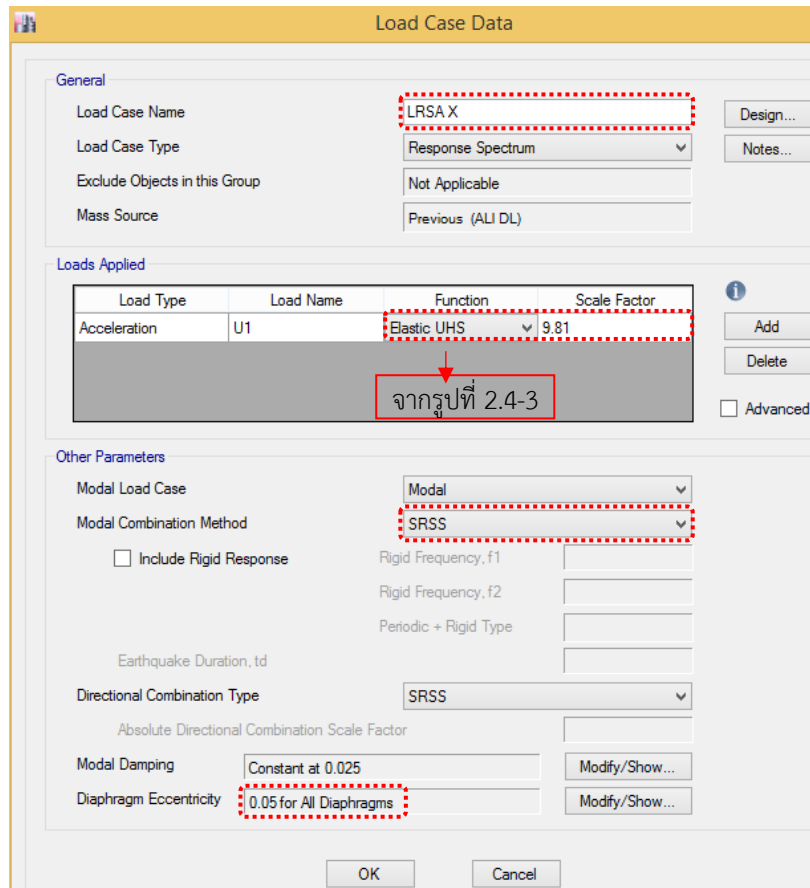 Load Case Data
General
Load Case Name LRSA X Design...
Load Case Type Response Spectrum Notes...
Exclude Objects in this Group Not Applicable
Mass Source Previous (ALI DL)
Loads Applied
Load Type Load Name Function Scale Factor
Acceleration U1 Elastic UHS 9.81 Add
Delete
จากรูปที่ 2.4-3
Advanced
Other Parameters
Modal Load Case Modal
Modal Combination Method SRSS
Include Rigid Response Rigid Frequency, f1
Rigid Frequency, f2
Periodic + Rigid Type
Earthquake Duration, td
Directional Combination Type SRSS
Absolute Directional Combination Scale Factor
Modal Damping Constant at 0.025 Modify/Show...
Diaphragm Eccentricity 0.05 for All Diaphragms Modify/Show...
OK Cancel